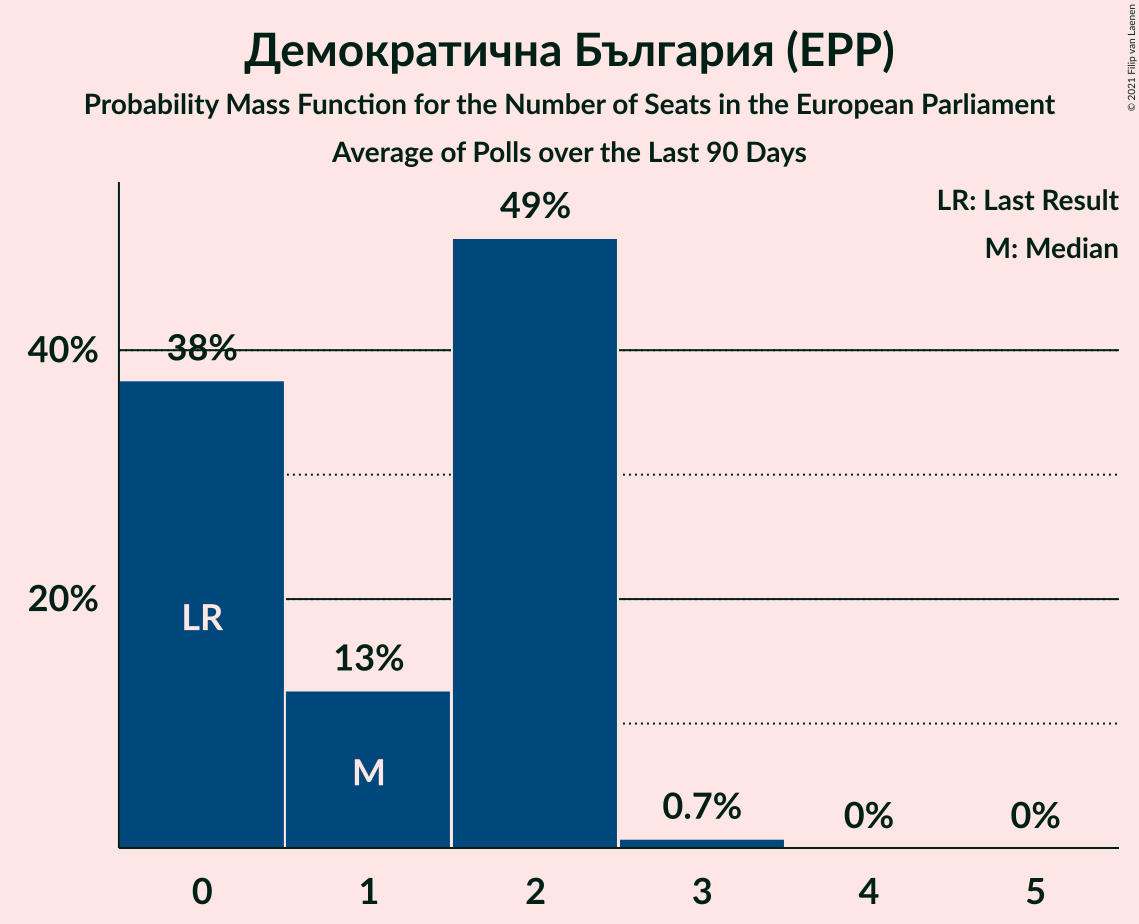 Демократична България (EPP)
Probability Mass Function for the Number of Seats in the European Parliament
Average of Polls over the Last 90 Days
© 2021 Filip van Laenen
LR: Last Result
M: Median
49%
40%
38%
20%
LR
13%
M
0.7%
0%
0%
0
1
2
3
4
5